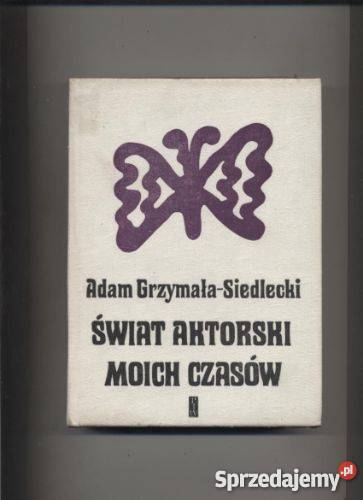 Adam Grzymała-Siedlecki
ŚWIAT AKTORSKI
MOICH CZASÓW
Sprzedajemy.pl